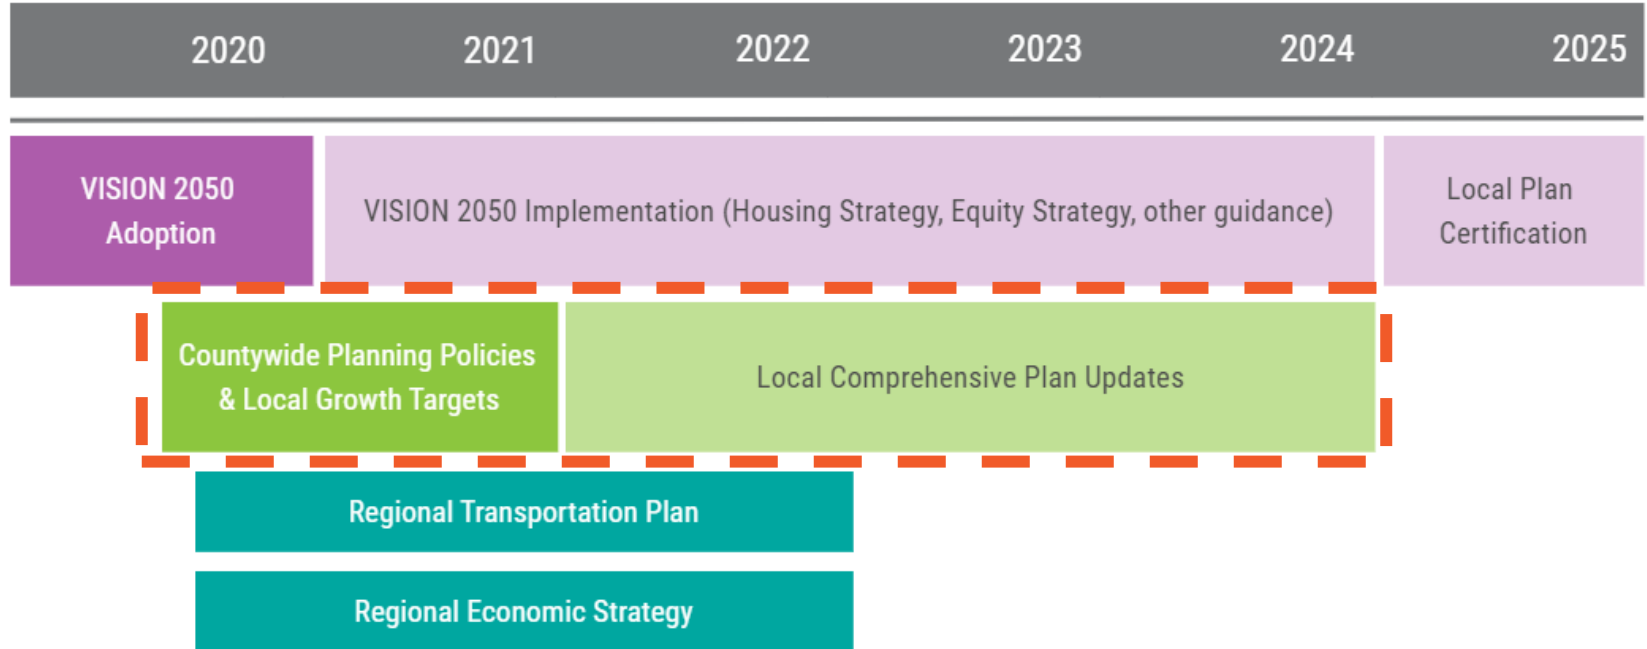 2020 2021 2022 2023 2024 2025
VISION 2050
Adoption
VISION 2050 Implementation (Housing Strategy, Equity Strategy, other guidance)
Local Plan
Certification
Countywide Planning Policies
& Local Growth Targets
Local Comprehensive Plan Updates
Regional Transportation Plan
Regional Economic Strategy